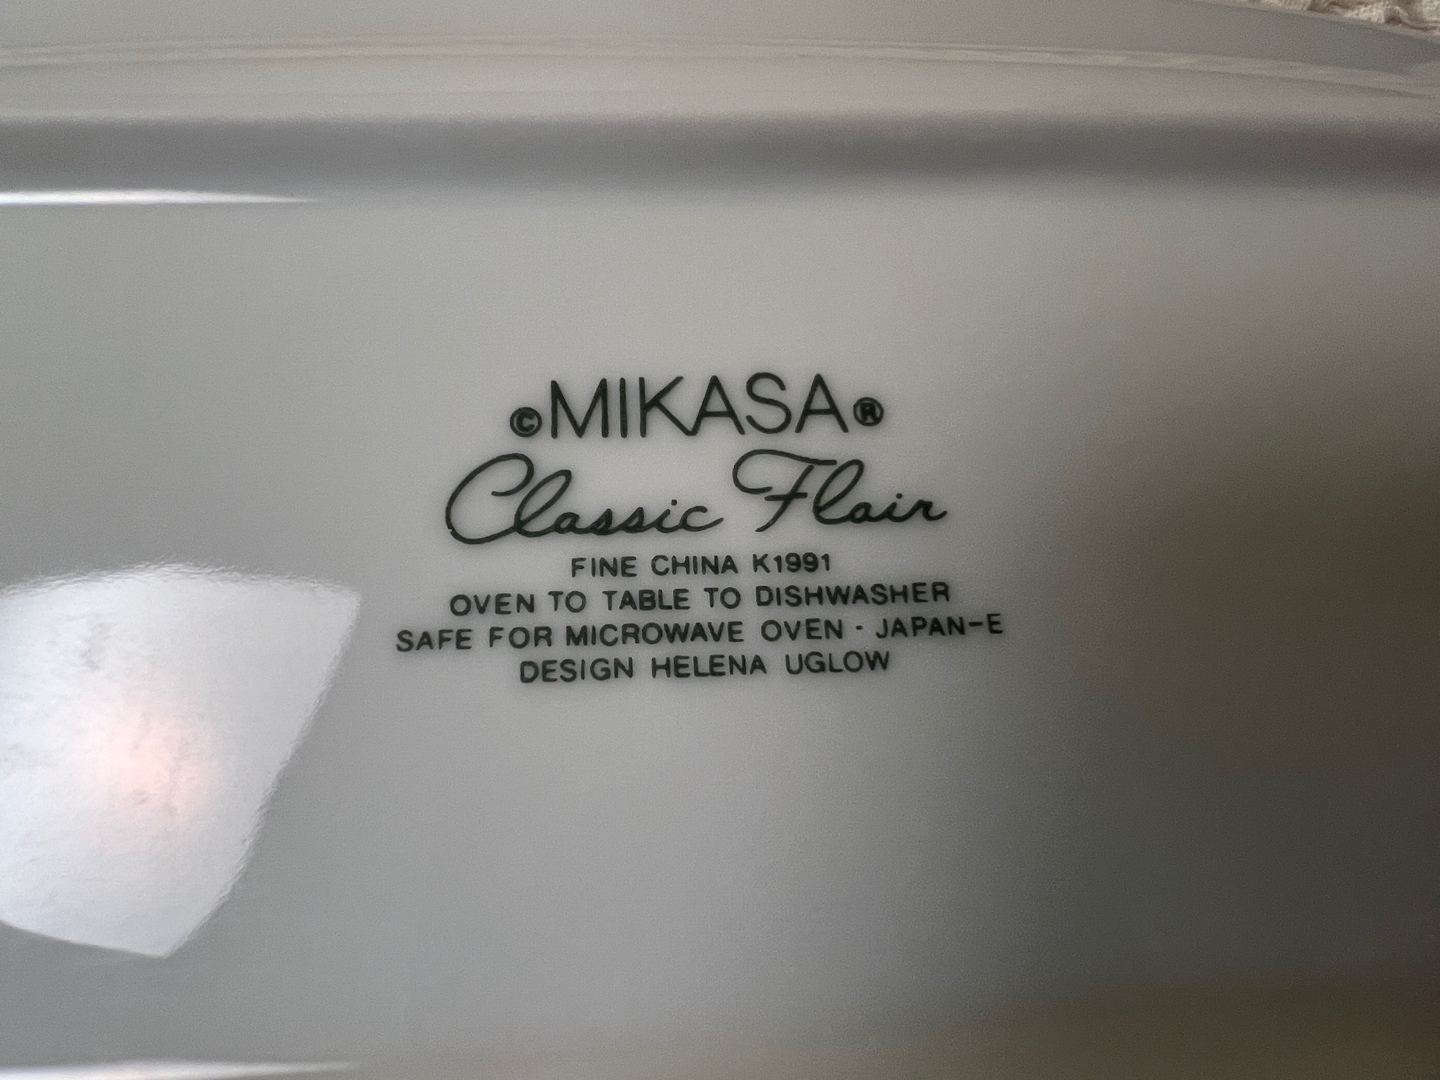 ©MIKASA®
Classic Flair
FINE CHINA K1991
OVEN TO TABLE TO DISHWASHER
SAFE FOR MICROWAVE OVEN · JAPAN-E
DESIGN HELENA UGLOW